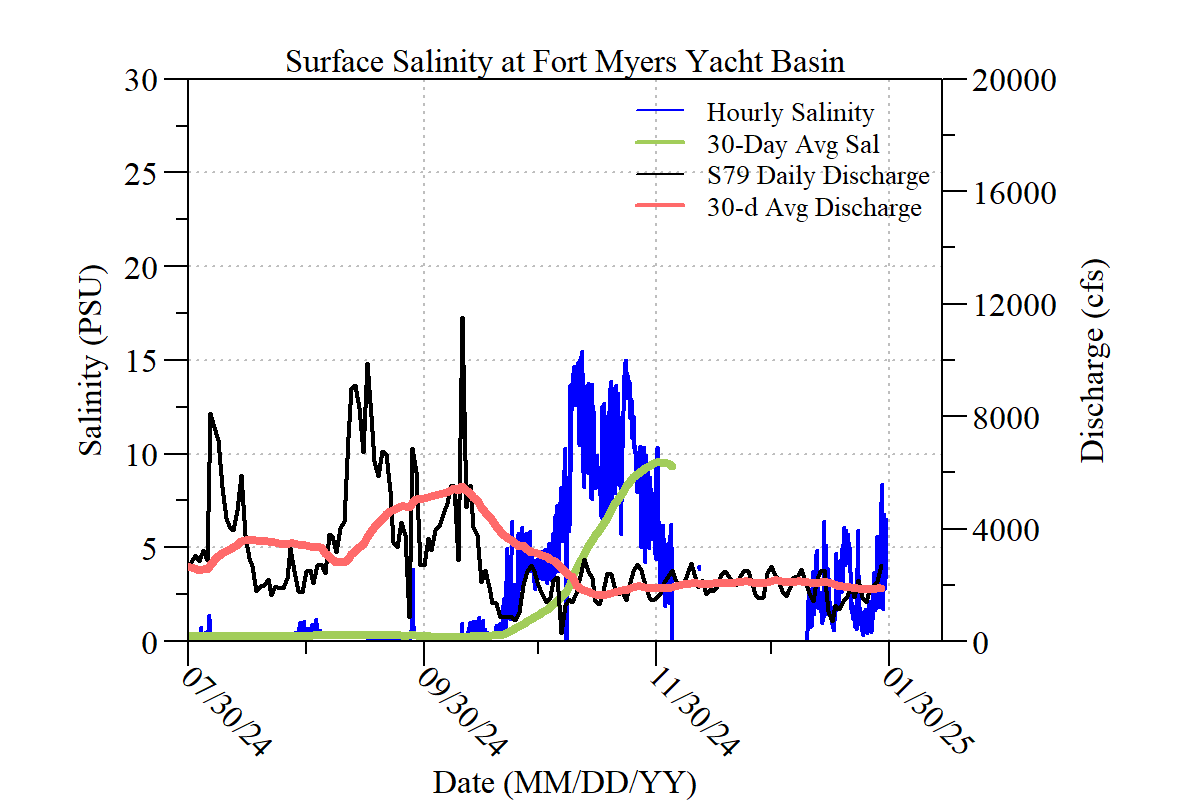 Surface Salinity at Fort Myers Yacht Basin
30
25
20
15
10
5
0
Salinity (PSU)
Hourly Salinity
30-Day Avg Sal
S79 Daily Discharge
30-d Avg Discharge
20000
16000
12000
8000
4000
0
Discharge (cfs)
07/30/24
09/30/24
11/30/24
01/30/25
Date (MM/DD/YY)